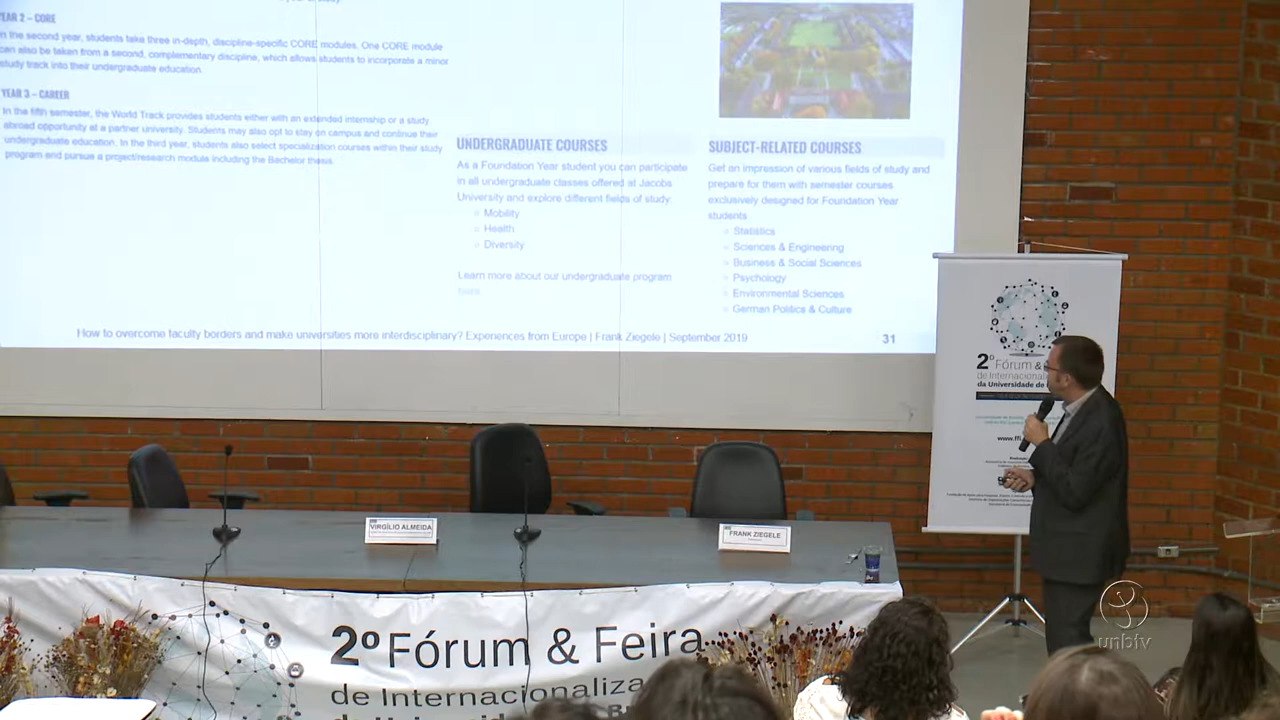 YEAR 2 – CORE
In the second year, students take three in-depth, discipline-specific CORE modules. One CORE module
can also be taken from a second, complementary discipline, which allows students to incorporate a minor
study track into their undergraduate education.
YEAR 3 – CAREER
In the fifth semester, the World Track provides students either with an extended internship or a study
abroad opportunity at a partner university. Students may also opt to stay on campus and continue their
undergraduate education. In the third year, students also select specialization courses within their study
program and pursue a project/research module including the Bachelor thesis.
UNDERGRADUATE COURSES
As a Foundation Year student you can participate
in all undergraduate classes offered at Jacobs
University and explore different fields of study.
Mobility
Health
Diversity
Learn more about our undergraduate program
here.
SUBJECT-RELATED COURSES
Get an impression of various fields of study and
prepare for them with semester courses
exclusively designed for Foundation Year
students
Statistics
Sciences & Engineering
Business & Social Sciences
Psychology
Environmental Sciences
German Politics & Culture
How to overcome faculty borders and make universities more interdisciplinary? Experiences from Europe | Frank Ziegele | September 2019
31
2º Fórum &
de Internacionali
da Universidade de
www.ffi
VIRGÍLIO ALMEIDA
FRANK ZIEGELE
2º Fórum & Feira
de Internacionaliza
unbtv